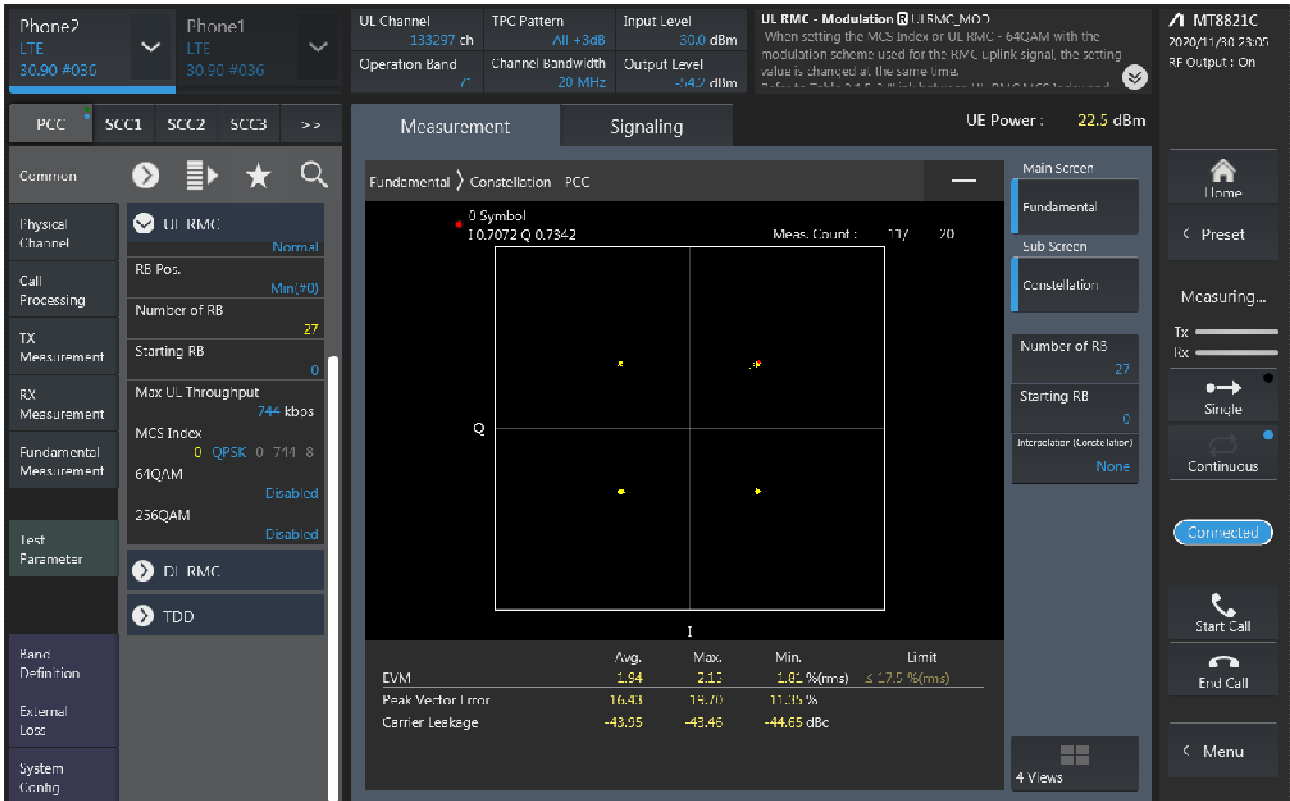 Phone2
LTE
30.90 #036
Phone1
LTE
30.90 #036
UL Channel
133297 ch
TPC Pattern
All +3dB
Input Level
30.0 dBm
Operation Band
71
Channel Bandwidth
20 MHz
Output Level
-54.2 dBm
UL RMC - Modulation R ULRMC_MOD
When setting the MCS Index or UL RMC - 64QAM with the
modulation scheme used for the RMC uplink signal, the setting
value is changed at the same time.
MT8821C
2020/11/30 23:05
RF Output : On
PCC
SCC1
SCC2
SCC3
>>
Measurement
Signaling
UE Power :
22.5 dBm
Common
Physical
Channel
Call
Processing
TX
Measurement
RX
Measurement
Fundamental
Measurement
Test
Parameter
Band
Definition
External
Loss
System
Config
UL RMC
Normal
RB Pos.
Min(#0)
Number of RB
27
Starting RB
0
Max UL Throughput
744 kbps
MCS Index
0 QPSK 0 744 8
64QAM
Disabled
256QAM
Disabled
DL RMC
TDD
Fundamental
Constellation PCC
0 Symbol
I 0.7072 Q 0.7342
Meas. Count : 11/ 20
Q
I
Avg. Max. Min. Limit
EVM 1.94 2.15 1.81 %(rms) ≤ 17.5 %(rms)
Peak Vector Error 16.43 19.70 11.35 %
Carrier Leakage -43.95 -43.46 -44.65 dBc
Main Screen
Fundamental
Sub Screen
Constellation
Number of RB
27
Starting RB
0
Interpolation (Constellation)
None
4 Views
Home
< Preset
Measuring...
Tx
Rx
Single
Continuous
Connected
Start Call
End Call
< Menu